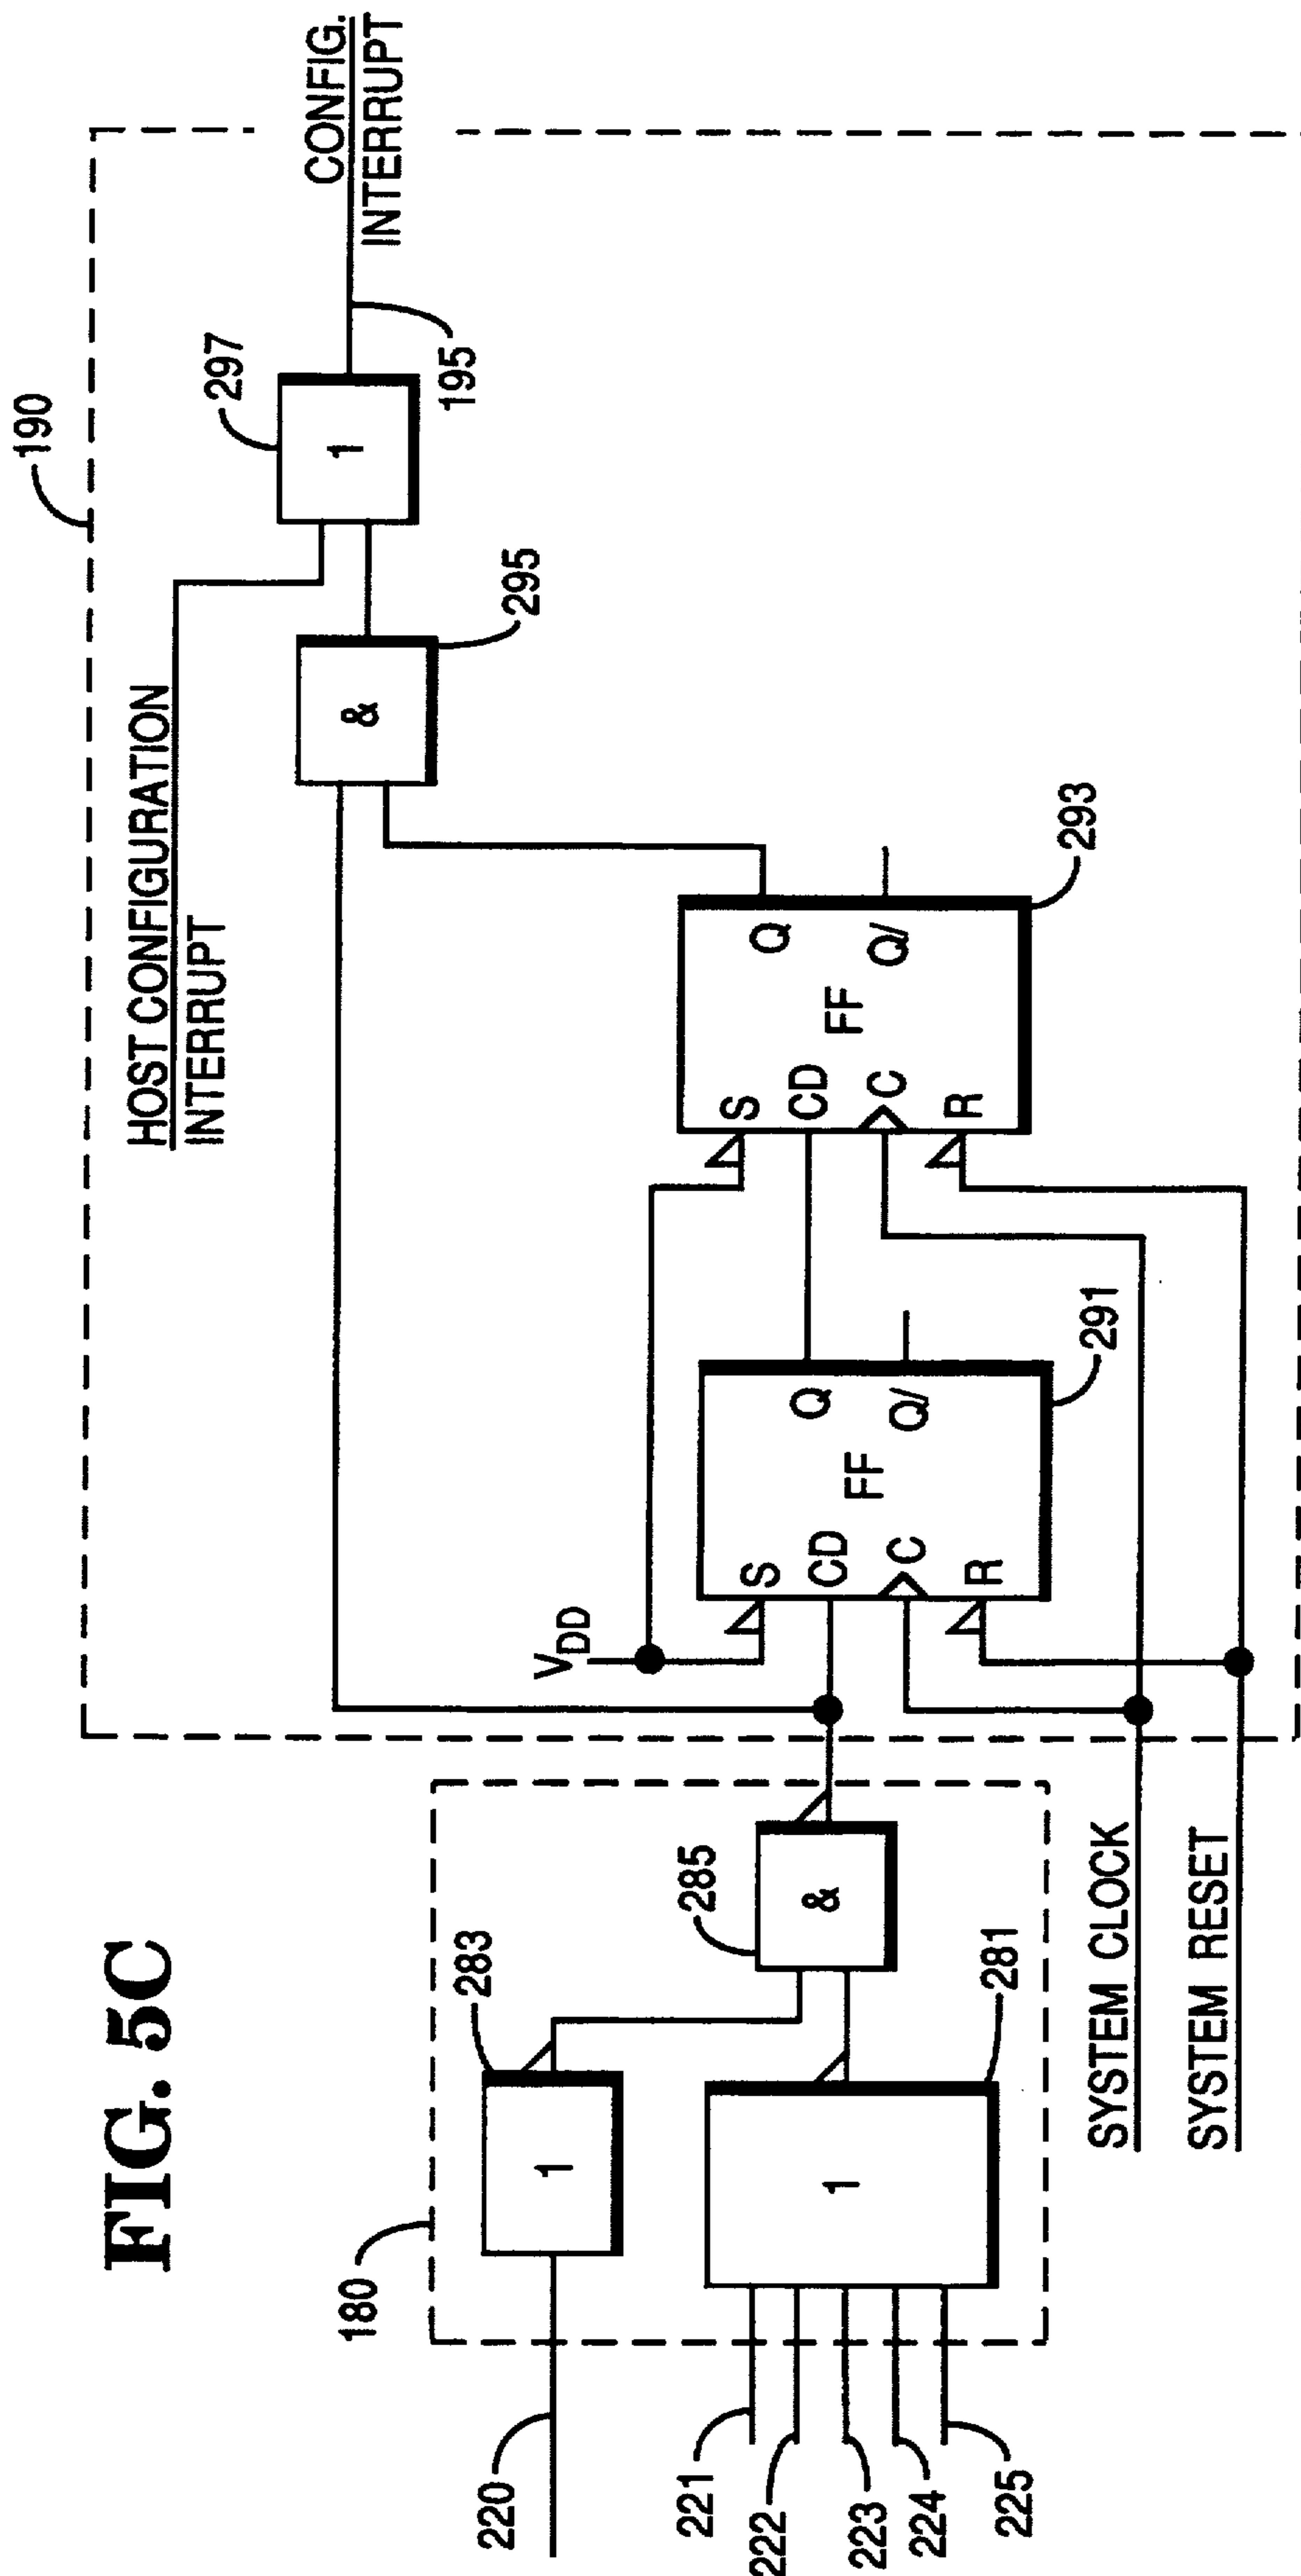 FIG. 5C
190
HOST CONFIGURATION
INTERRUPT
CONFIG.
INTERRUPT
297
1
195
295
&
180
220
283
1
285
&
221
222
223
224
225
1
281
VDD
S
CD
C
R
FF
Q
Q/
291
S
CD
C
R
FF
Q
Q/
293
SYSTEM CLOCK
SYSTEM RESET